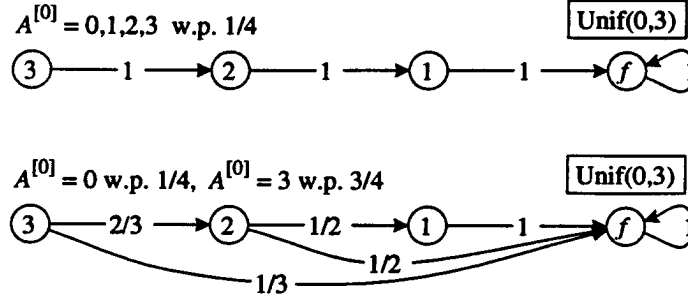 A^[0] = 0,1,2,3 w.p. 1/4
Unif(0,3)
3 1 2 1 1 1 f
A^[0] = 0 w.p. 1/4, A^[0] = 3 w.p. 3/4
Unif(0,3)
3 2/3 2 1/2 1 1 f
1/2
1/3